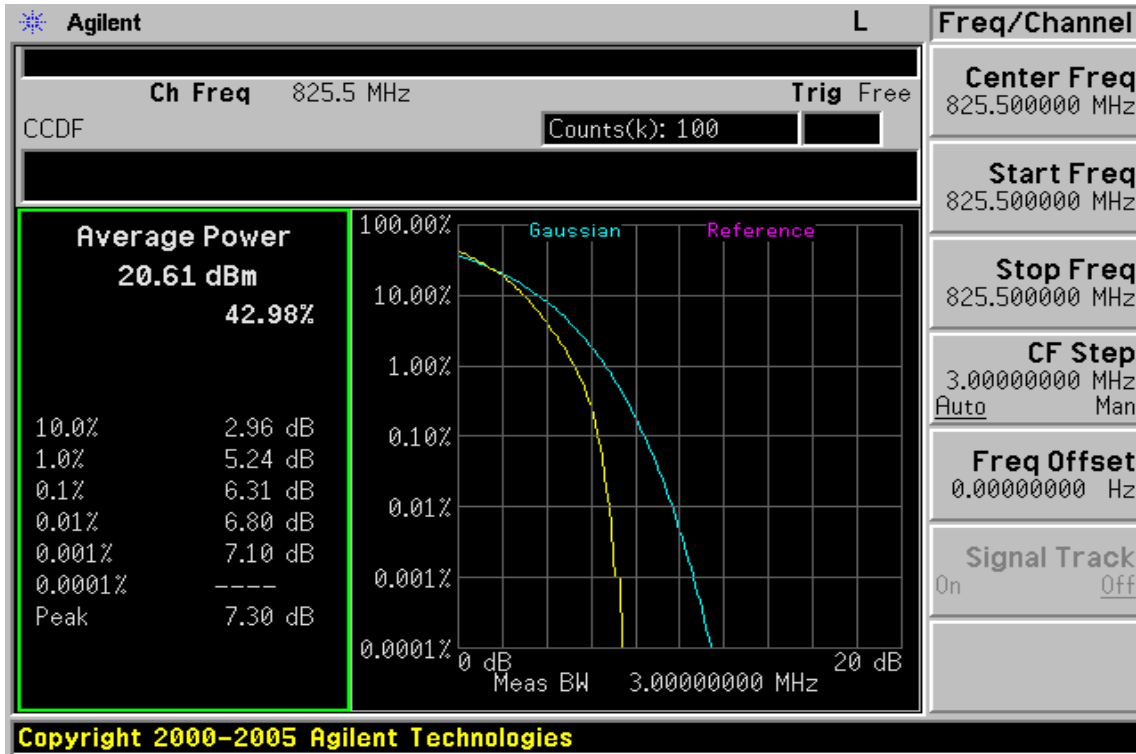 Agilent L
Ch Freq 825.5 MHz Trig Free
CCDF Counts(k): 100
Average Power
20.61 dBm
42.98%
10.0% 2.96 dB
1.0% 5.24 dB
0.1% 6.31 dB
0.01% 6.80 dB
0.001% 7.10 dB
0.0001% ----
Peak 7.30 dB
Gaussian Reference
100.00%
10.00%
1.00%
0.10%
0.01%
0.001%
0.0001%
0 dB 20 dB
Meas BW 3.00000000 MHz
Freq/Channel
Center Freq
825.500000 MHz
Start Freq
825.500000 MHz
Stop Freq
825.500000 MHz
CF Step
3.00000000 MHz
Auto Man
Freq Offset
0.00000000 Hz
Signal Track
On Off
Copyright 2000-2005 Agilent Technologies